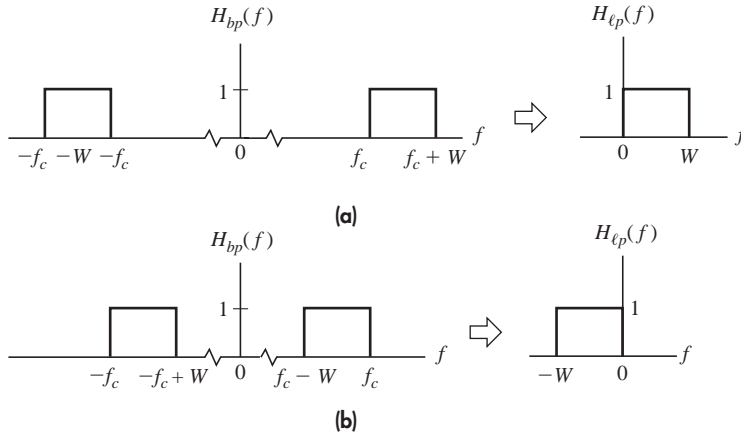 H_bp(f) H_ℓp(f)
1 1
−f_c − W −f_c 0 f_c f_c + W f 0 W f
(a)
H_bp(f) H_ℓp(f)
1 1
−f_c −f_c + W 0 f_c − W f_c f −W 0 f
(b)